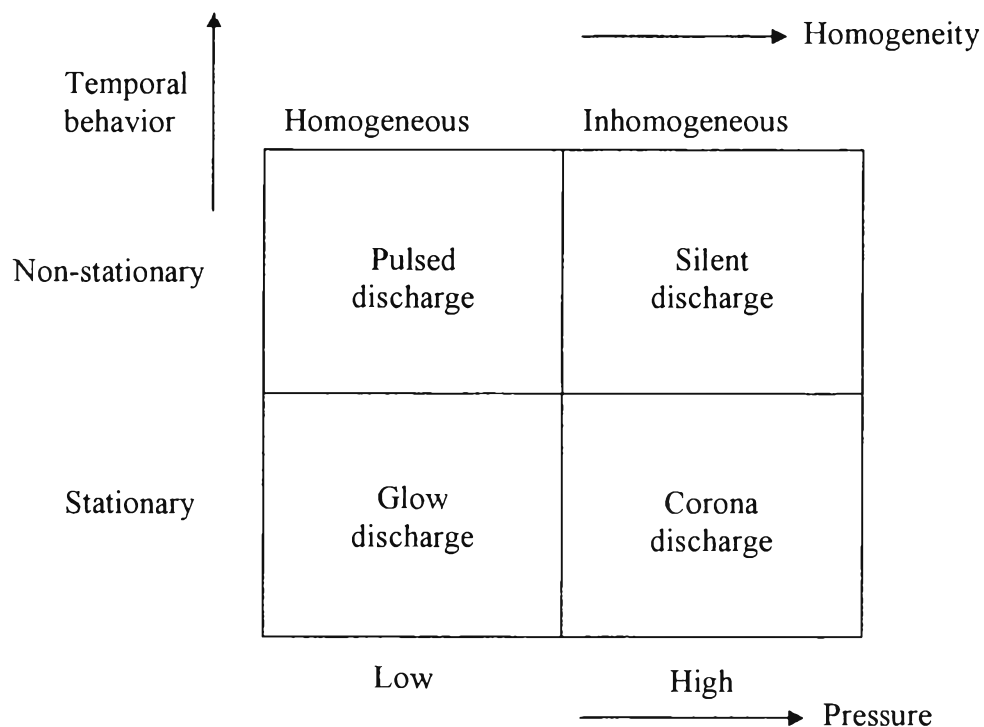 Homogeneity
Temporal
behavior
Homogeneous
Inhomogeneous
Non-stationary
Pulsed
discharge
Silent
discharge
Stationary
Glow
discharge
Corona
discharge
Low
High
Pressure